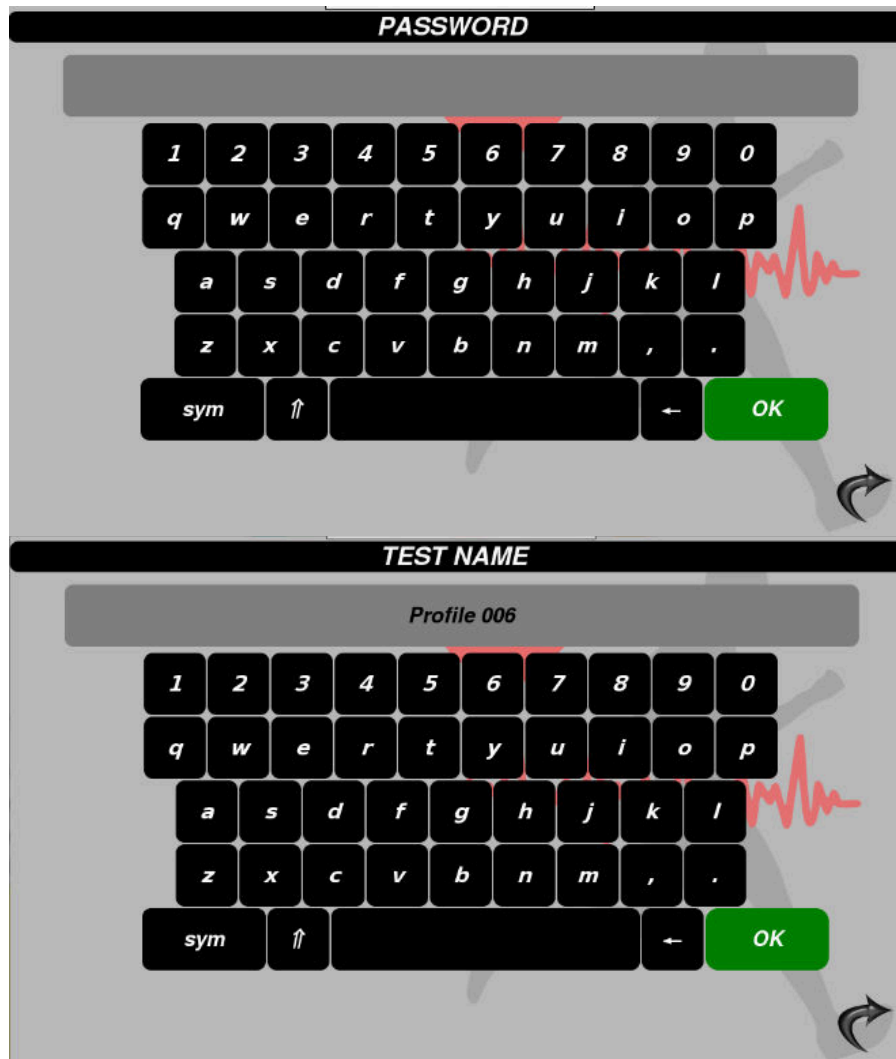 PASSWORD
1 2 3 4 5 6 7 8 9 0
q w e r t y u i o p
a s d f g h j k l
z x c v b n m , .
sym ⇑ ← OK
TEST NAME
Profile 006
1 2 3 4 5 6 7 8 9 0
q w e r t y u i o p
a s d f g h j k l
z x c v b n m , .
sym ⇑ ← OK